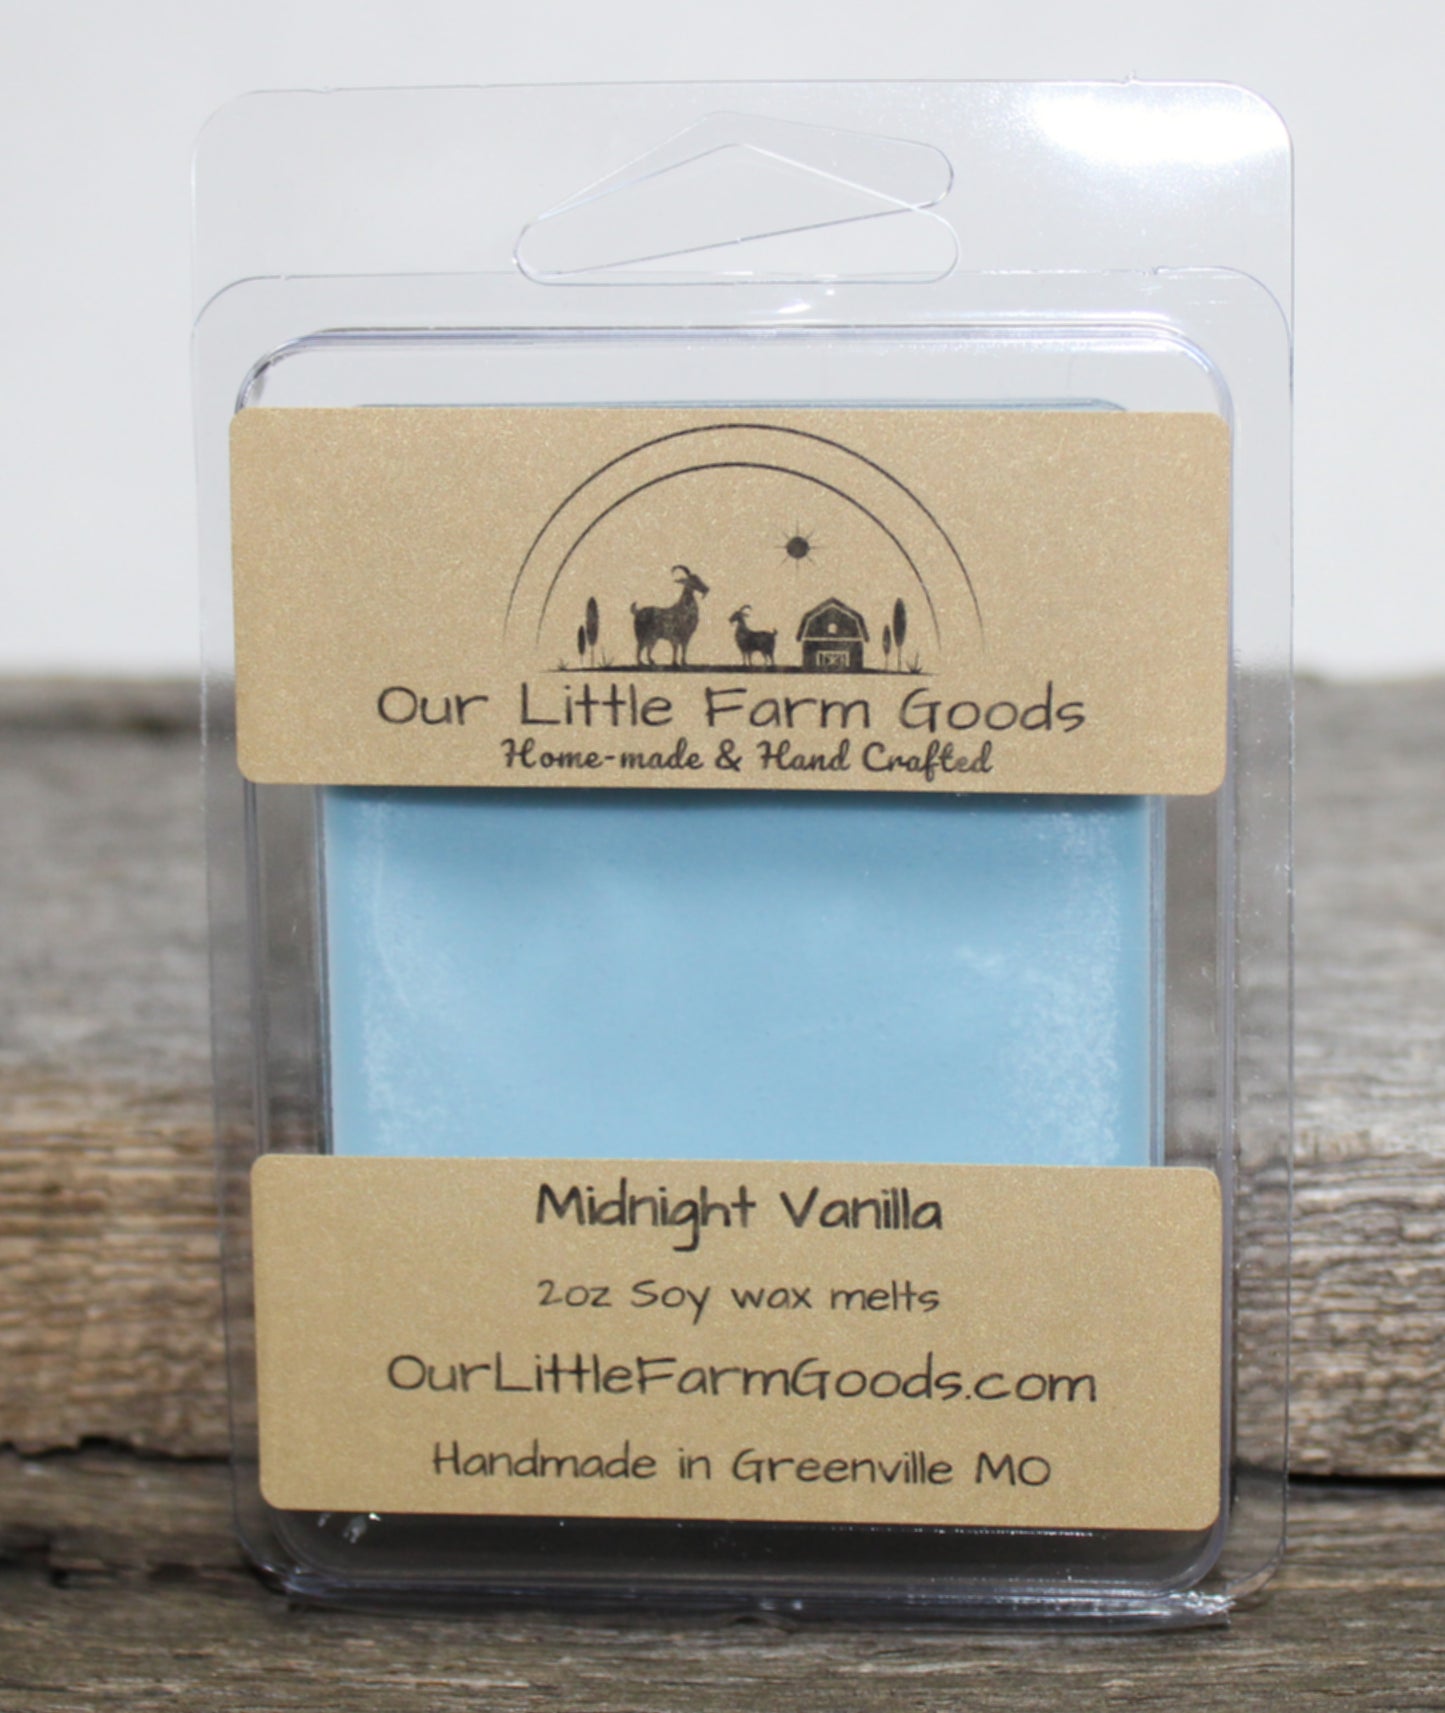 Our Little Farm Goods
Home-made & Hand Crafted
Midnight Vanilla
2oz Soy wax melts
OurLittleFarmGoods.com
Handmade in Greenville MO